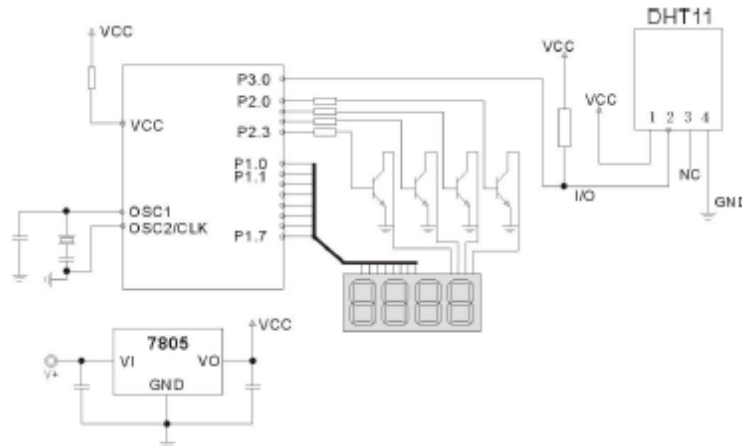 DHT11
VCC
VCC
P3.0
P2.0
VCC
VCC
P2.3
1 2 3 4
P1.0
P1.1
NC
I/O
GND
OSC1
OSC2/CLK
P1.7
VCC
7805
VI
VO
V+
GND